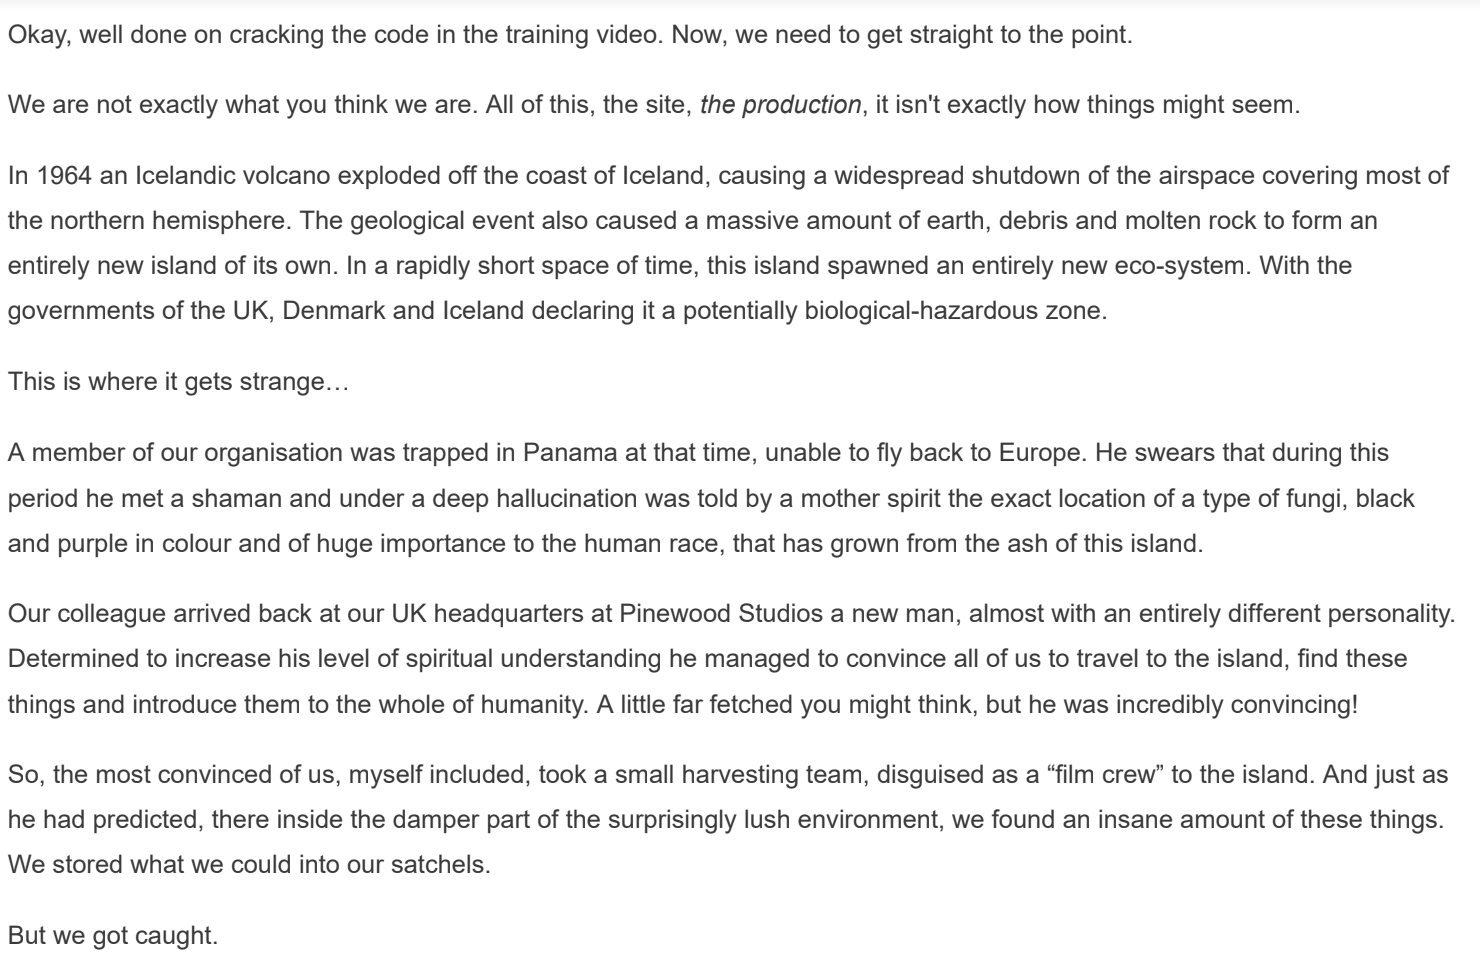 Okay, well done on cracking the code in the training video. Now, we need to get straight to the point.
We are not exactly what you think we are. All of this, the site, the production, it isn't exactly how things might seem.
In 1964 an Icelandic volcano exploded off the coast of Iceland, causing a widespread shutdown of the airspace covering most of
the northern hemisphere. The geological event also caused a massive amount of earth, debris and molten rock to form an
entirely new island of its own. In a rapidly short space of time, this island spawned an entirely new eco-system. With the
governments of the UK, Denmark and Iceland declaring it a potentially biological-hazardous zone.
This is where it gets strange…
A member of our organisation was trapped in Panama at that time, unable to fly back to Europe. He swears that during this
period he met a shaman and under a deep hallucination was told by a mother spirit the exact location of a type of fungi, black
and purple in colour and of huge importance to the human race, that has grown from the ash of this island.
Our colleague arrived back at our UK headquarters at Pinewood Studios a new man, almost with an entirely different personality.
Determined to increase his level of spiritual understanding he managed to convince all of us to travel to the island, find these
things and introduce them to the whole of humanity. A little far fetched you might think, but he was incredibly convincing!
So, the most convinced of us, myself included, took a small harvesting team, disguised as a “film crew” to the island. And just as
he had predicted, there inside the damper part of the surprisingly lush environment, we found an insane amount of these things.
We stored what we could into our satchels.
But we got caught.